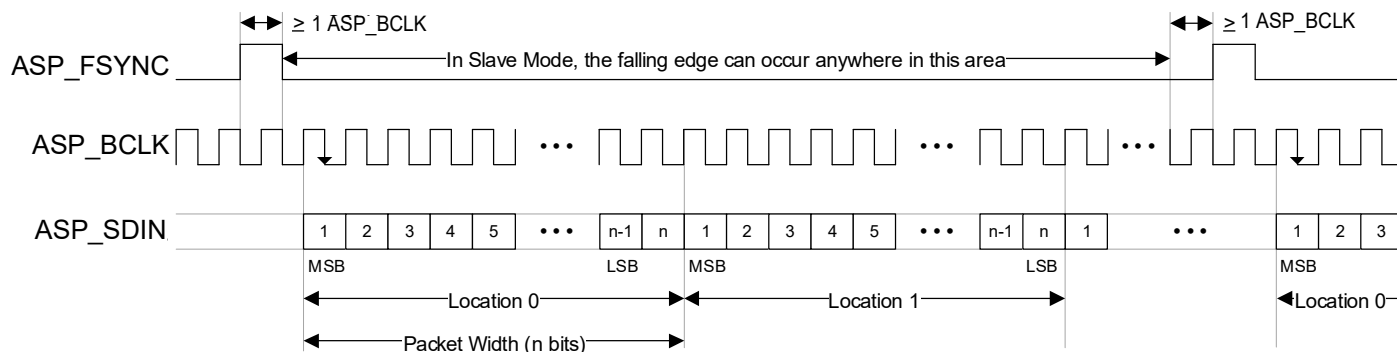 ≥ 1 ASP_BCLK
≥ 1 ASP_BCLK
ASP_FSYNC
In Slave Mode, the falling edge can occur anywhere in this area
ASP_BCLK
••• ••• •••
ASP_SDIN
1 2 3 4 5 ••• n-1 n 1 2 3 4 5 ••• n-1 n 1 ••• 1 2 3
MSB LSB MSB LSB MSB
Location 0 Location 1 Location 0
Packet Width (n bits)